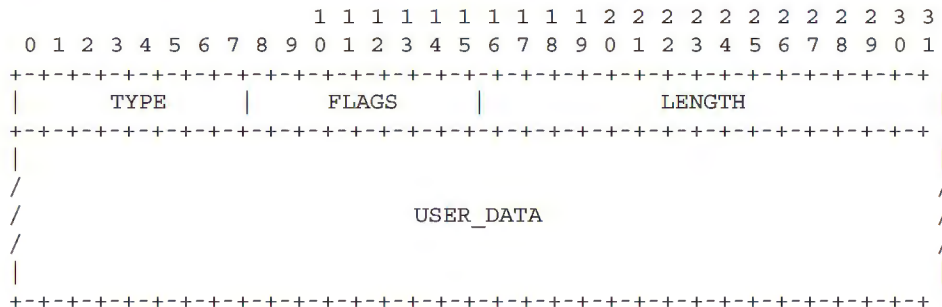 1 1 1 1 1 1 1 1 1 1 2 2 2 2 2 2 2 2 2 2 3 3
 0 1 2 3 4 5 6 7 8 9 0 1 2 3 4 5 6 7 8 9 0 1 2 3 4 5 6 7 8 9 0 1
+-+-+-+-+-+-+-+-+-+-+-+-+-+-+-+-+-+-+-+-+-+-+-+-+-+-+-+-+-+-+-+-+
|      TYPE     |     FLAGS     |            LENGTH
+-+-+-+-+-+-+-+-+-+-+-+-+-+-+-+-+-+-+-+-+-+-+-+-+-+-+-+-+-+-+-+-+
|
/                                                               /
/                           USER_DATA                           /
/                                                               /
|
+-+-+-+-+-+-+-+-+-+-+-+-+-+-+-+-+-+-+-+-+-+-+-+-+-+-+-+-+-+-+-+-+